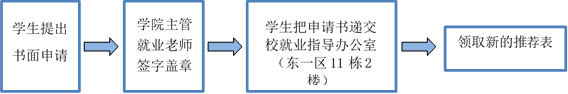 学生提出
书面申请
学院主管
就业老师
签字盖章
学生把申请书递交
校就业指导办公室
（东一区 11 栋 2
楼）
领取新的推荐表